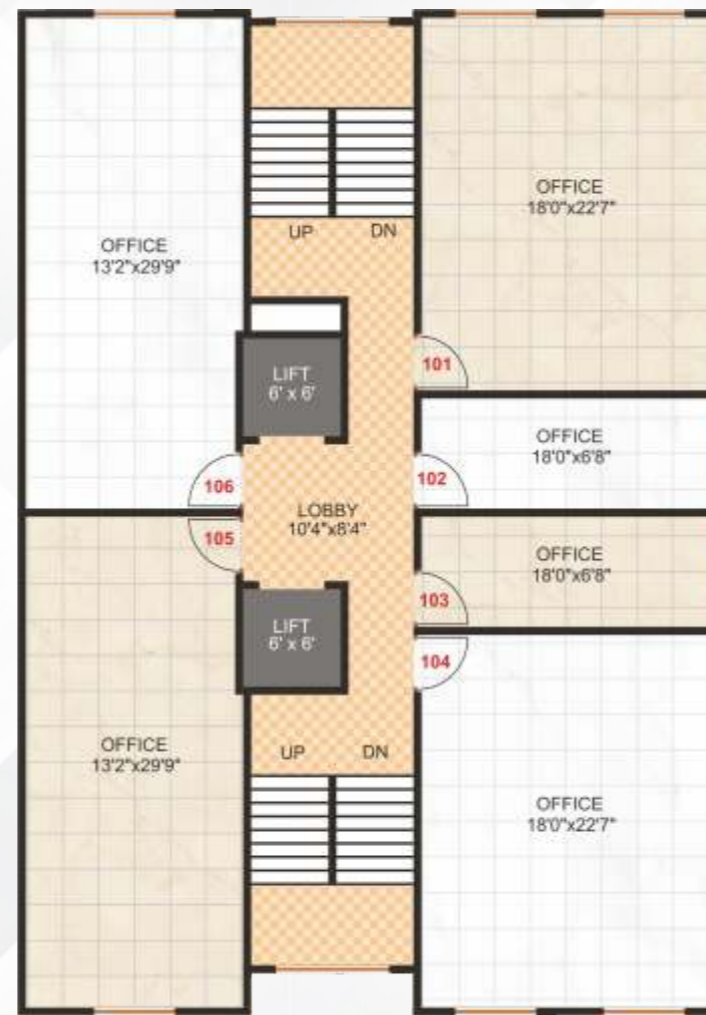 OFFICE
18'0"x22'7"
UP
DN
OFFICE
13'2"x29'9"
101
LIFT
6' x 6'
OFFICE
18'0"x6'8"
102
106
LOBBY
10'4"x8'4"
105
OFFICE
18'0"x6'8"
103
LIFT
6' x 6'
104
OFFICE
13'2"x29'9"
UP
DN
OFFICE
18'0"x22'7"